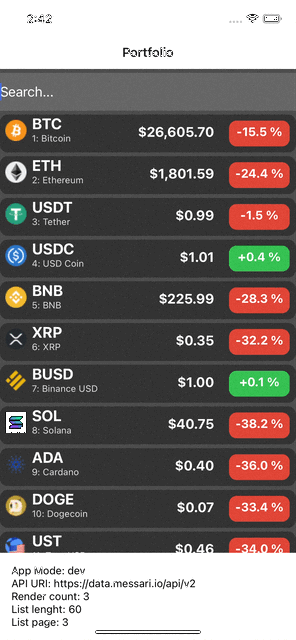 2:42
Portfolio
Search...
BTC
1: Bitcoin
$26,605.70
-15.5 %
ETH
2: Ethereum
$1,801.59
-24.4 %
USDT
3: Tether
$0.99
-1.5 %
USDC
4: USD Coin
$1.01
+0.4 %
BNB
5: BNB
$225.99
-28.3 %
XRP
6: XRP
$0.35
-32.2 %
BUSD
7: Binance USD
$1.00
+0.1 %
SOL
8: Solana
$40.75
-38.2 %
ADA
9: Cardano
$0.40
-36.0 %
DOGE
10: Dogecoin
$0.07
-33.4 %
UST
$0.46
-34.0 %
App Mode: dev
API URI: https://data.messari.io/api/v2
Render count: 3
List lenght: 60
List page: 3